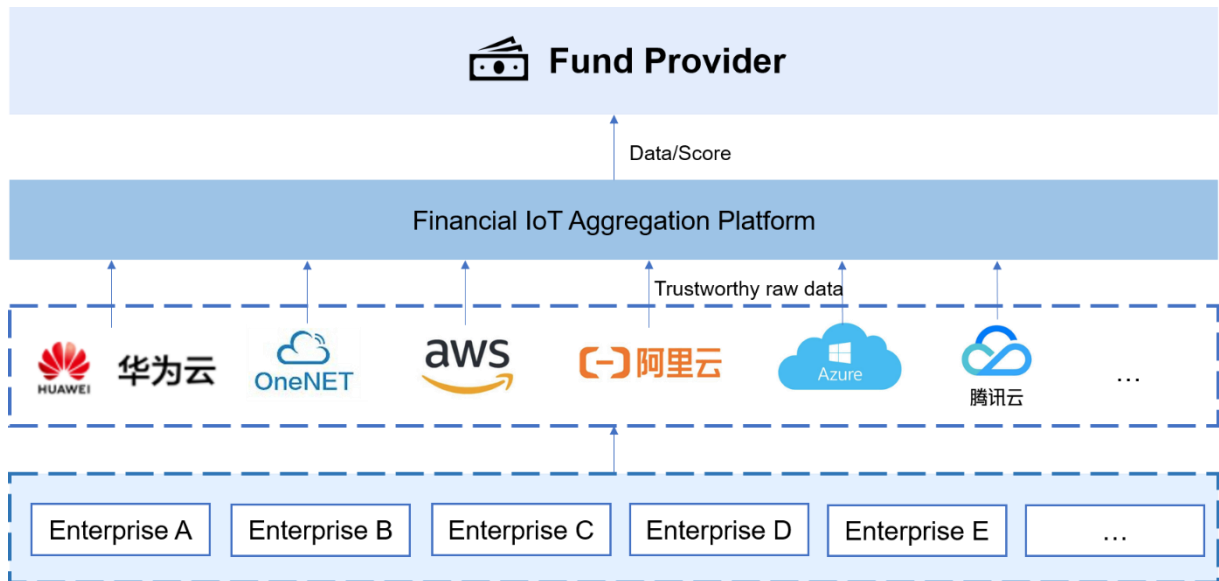 Fund Provider
Data/Score
Financial IoT Aggregation Platform
Trustworthy raw data
HUAWEI
华为云
OneNET
aws
阿里云
Azure
腾讯云
...
Enterprise A
Enterprise B
Enterprise C
Enterprise D
Enterprise E
...